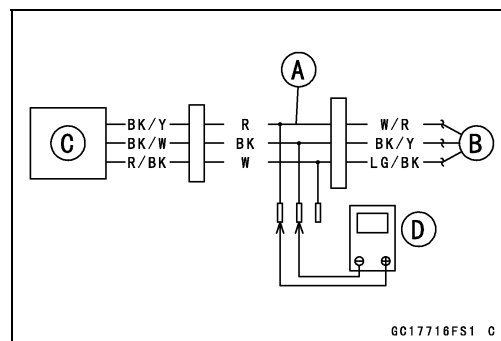 A
BK/Y R W/R
BK/W BK BK/Y
R/BK W LG/BK
C
B
D
GC17716FS1 C